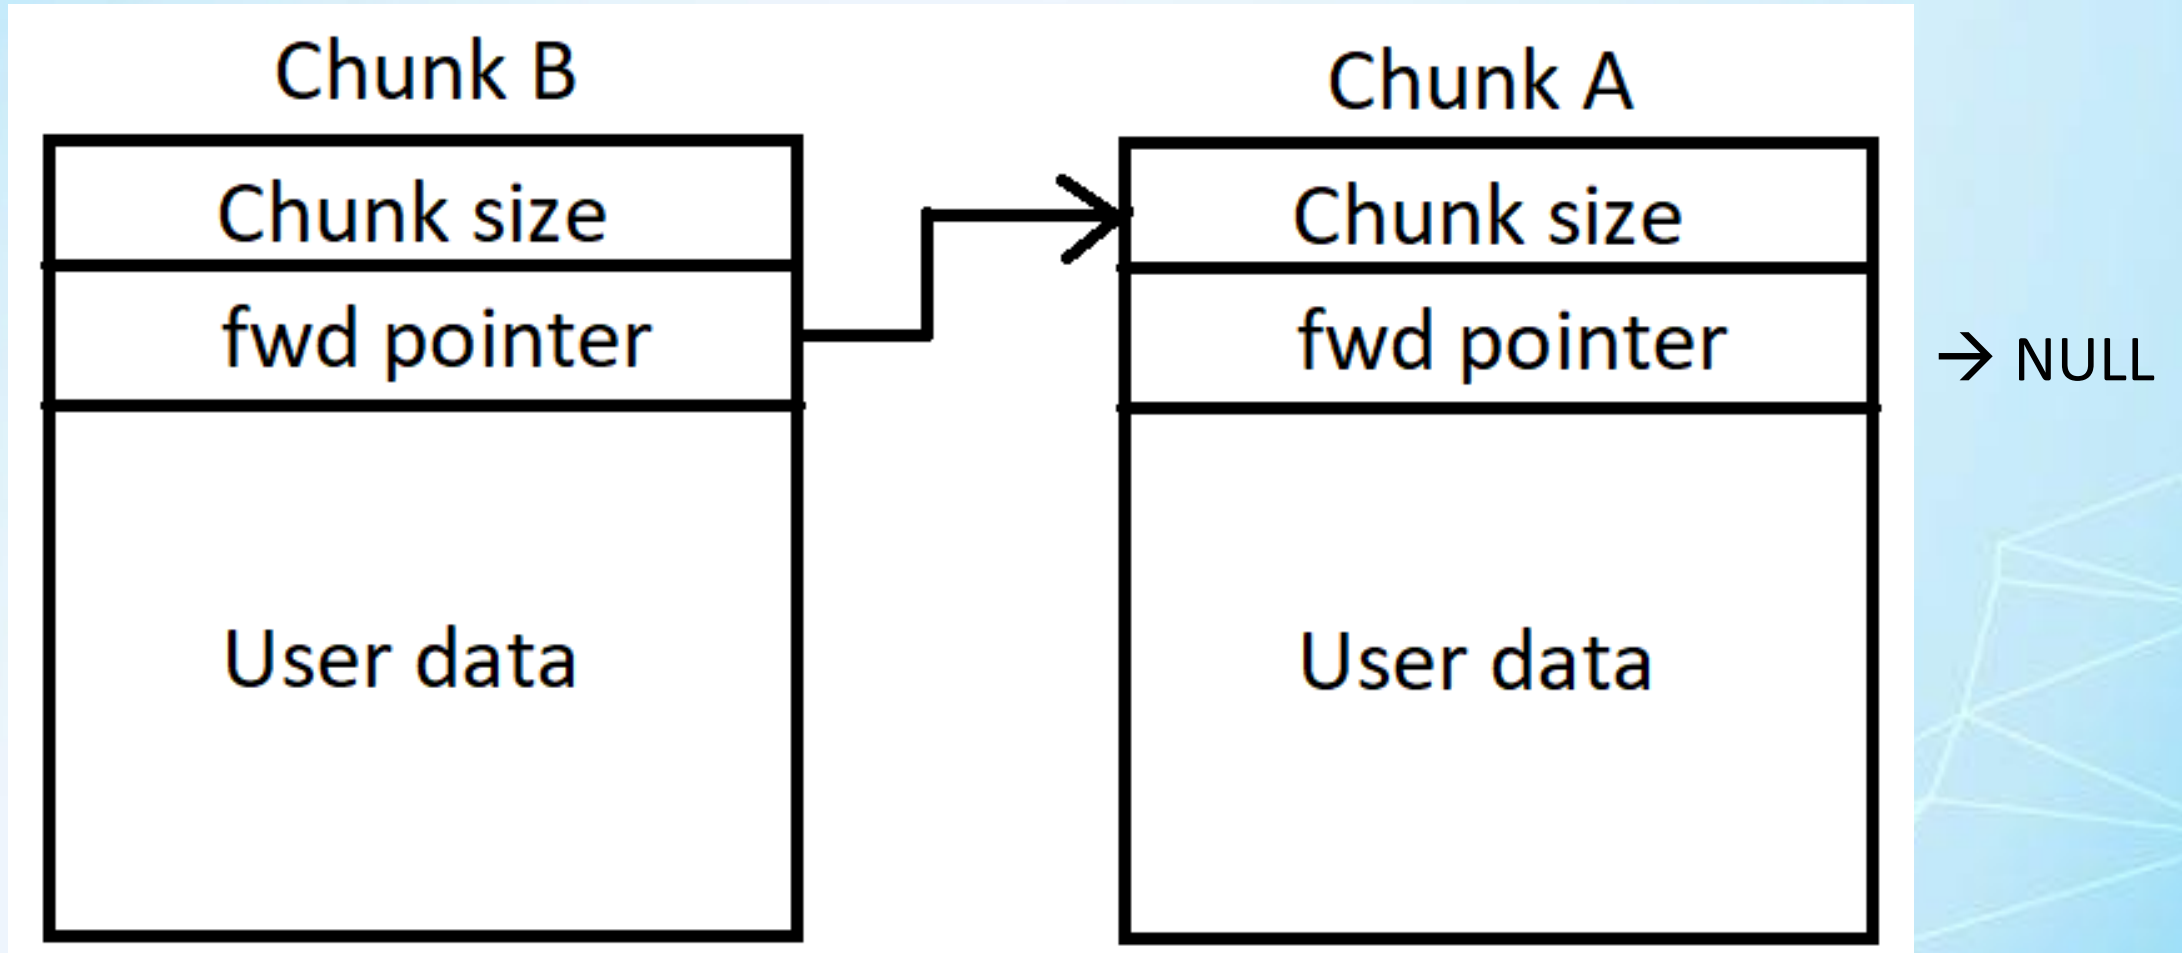 Chunk B
Chunk size
fwd pointer
User data
Chunk A
Chunk size
fwd pointer
User data
→ NULL